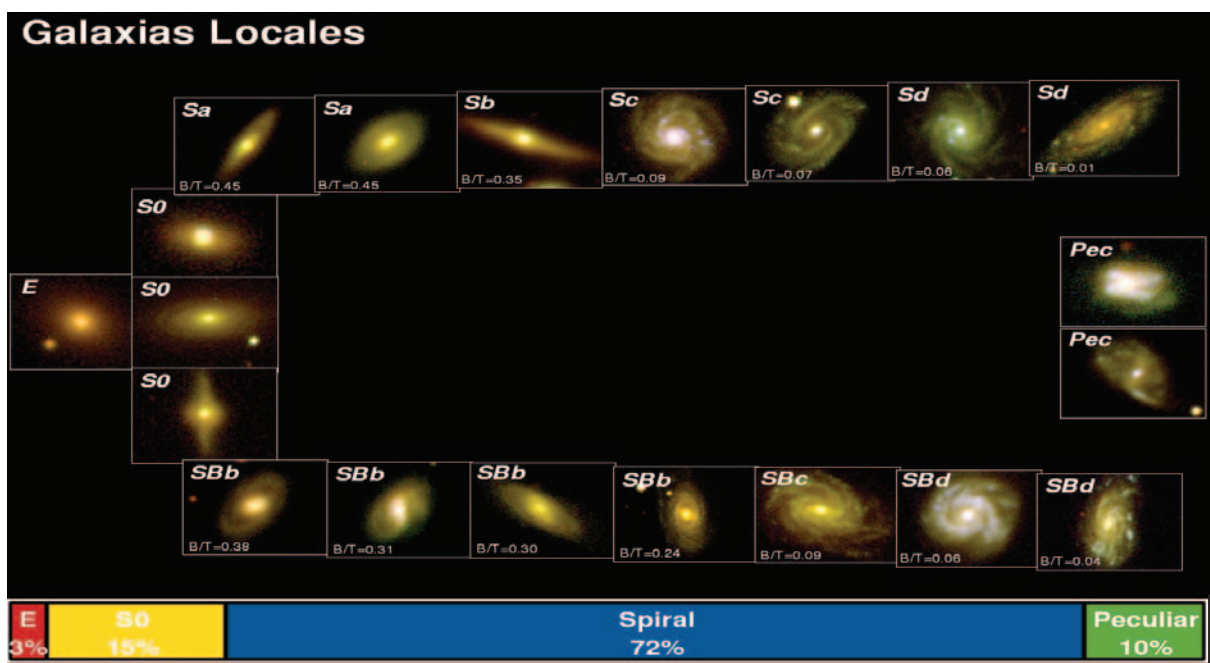 Galaxias Locales
Sa
B/T=0.45
Sa
B/T=0.45
Sb
B/T=0.35
Sc
B/T=0.09
Sc
B/T=0.07
Sd
B/T=0.06
Sd
B/T=0.01
S0
E
S0
S0
Pec
Pec
SBb
B/T=0.38
SBb
B/T=0.31
SBb
B/T=0.30
SBb
B/T=0.24
SBc
B/T=0.09
SBd
B/T=0.06
SBd
B/T=0.04
E
3%
S0
15%
Spiral
72%
Peculiar
10%